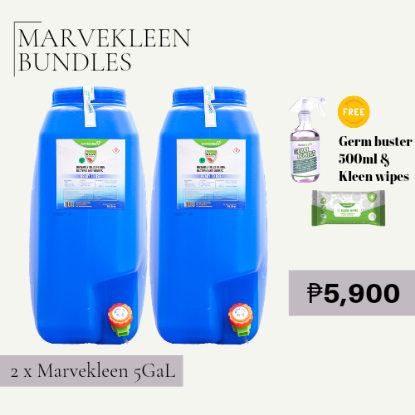 MARVEKLEEN
BUNDLES
FREE
Germ buster
500ml &
Kleen wipes
₱5,900
2 x Marvekleen 5GaL